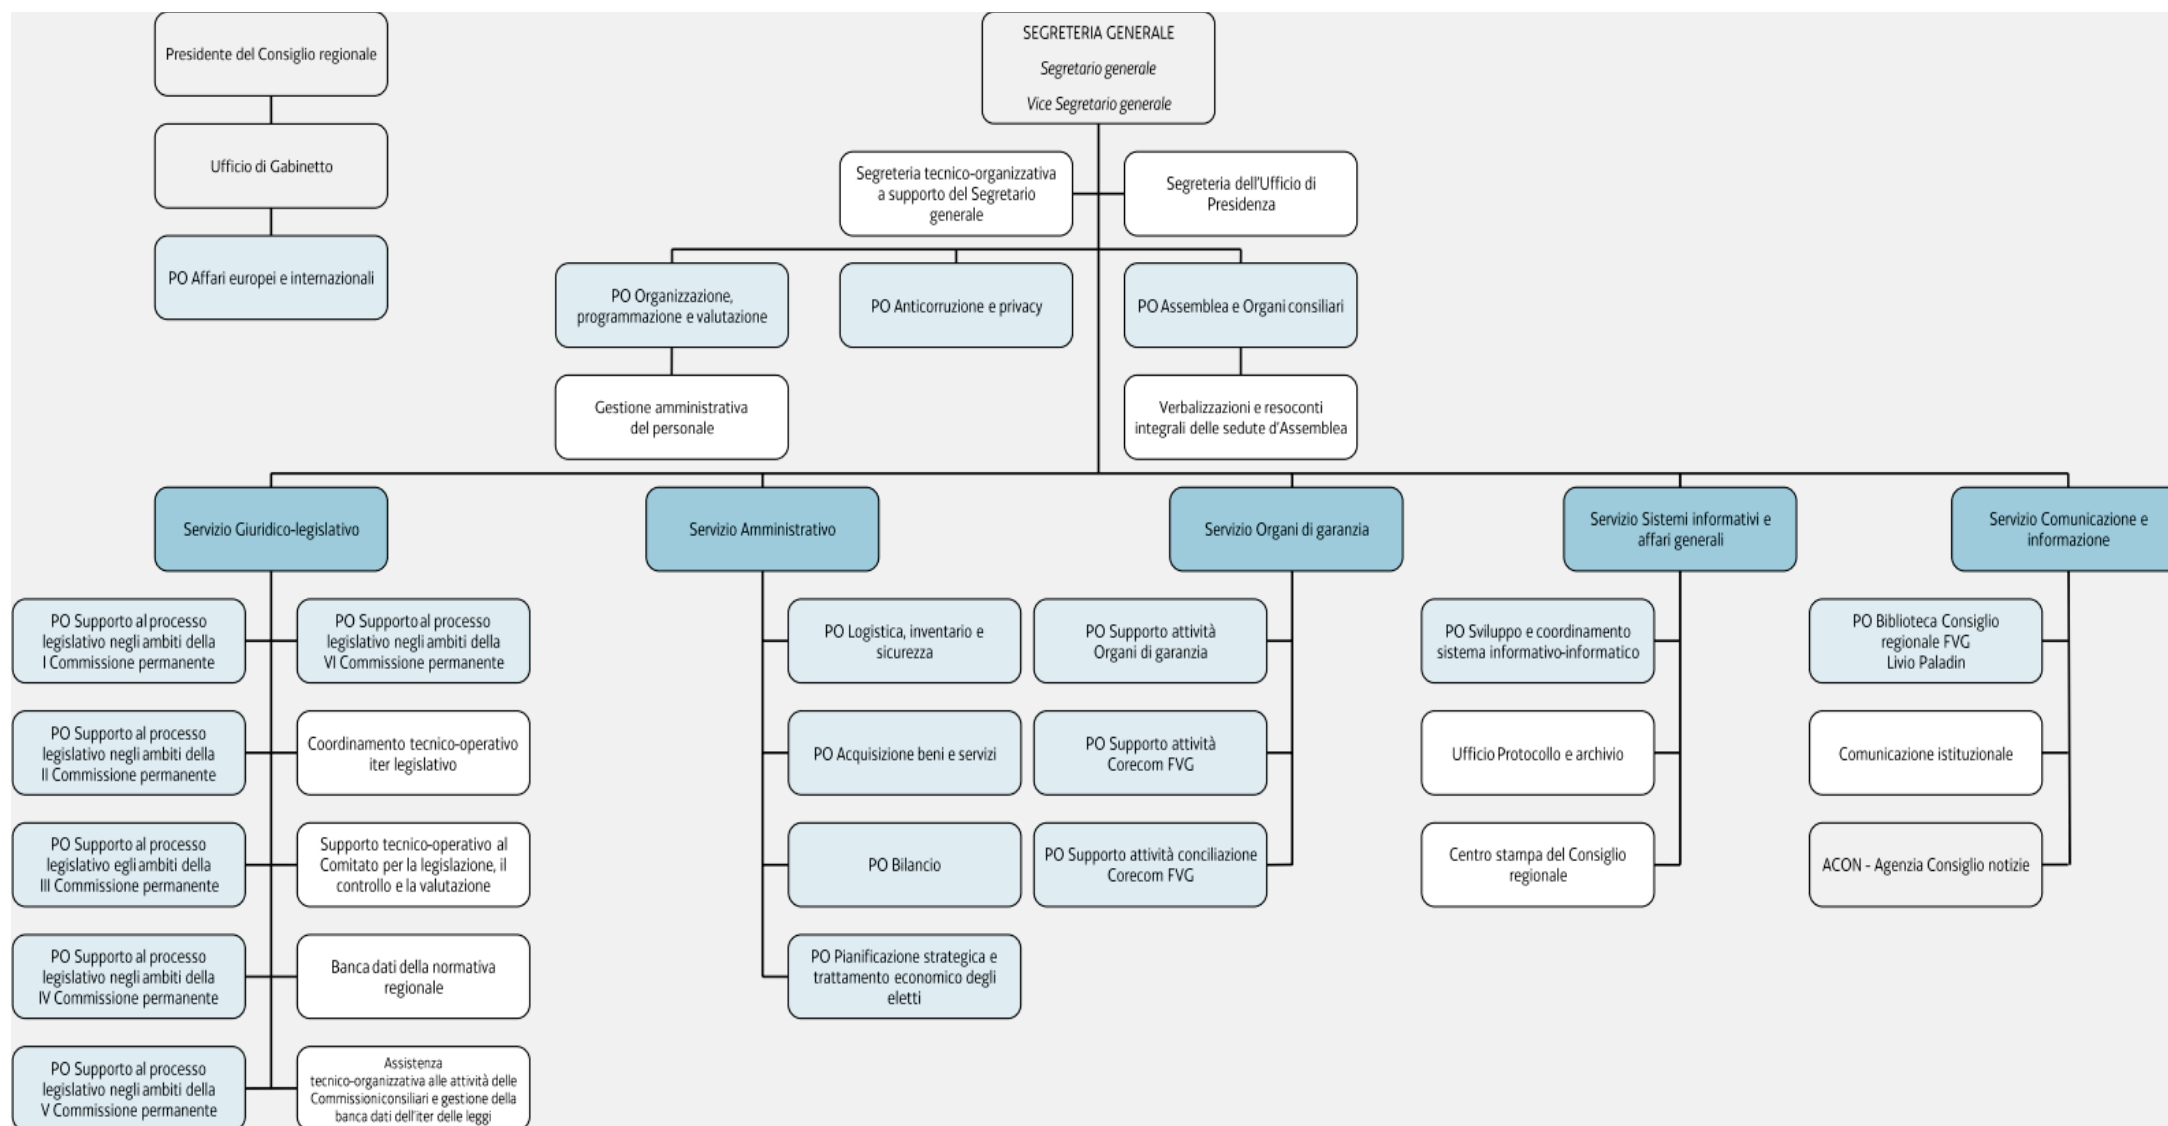 Presidente del Consiglio regionale
Ufficio di Gabinetto
PO Affari europei e internazionali
SEGRETERIA GENERALE
Segretario generale
Vice Segretario generale
Segreteria tecnico-organizzativa
a supporto del Segretario
generale
Segreteria dell'Ufficio di
Presidenza
PO Organizzazione,
programmazione e valutazione
PO Anticorruzione e privacy
PO Assemblea e Organi consiliari
Gestione amministrativa
del personale
Verbalizzazioni e resoconti
integrali delle sedute d'Assemblea
Servizio Giuridico-legislativo
PO Supporto al processo
legislativo negli ambiti della
I Commissione permanente
PO Supporto al processo
legislativo negli ambiti della
VI Commissione permanente
PO Supporto al processo
legislativo negli ambiti della
II Commissione permanente
Coordinamento tecnico-operativo
iter legislativo
PO Supporto al processo
legislativo egli ambiti della
III Commissione permanente
Supporto tecnico-operativo al
Comitato per la legislazione, il
controllo e la valutazione
PO Supporto al processo
legislativo negli ambiti della
IV Commissione permanente
Banca dati della normativa
regionale
PO Supporto al processo
legislativo negli ambiti della
V Commissione permanente
Assistenza
tecnico-organizzativa alle attività delle
Commissioni consiliari e gestione della
banca dati dell'iter delle leggi
Servizio Amministrativo
PO Logistica, inventario e
sicurezza
PO Acquisizione beni e servizi
PO Bilancio
PO Pianificazione strategica e
trattamento economico degli
eletti
Servizio Organi di garanzia
PO Supporto attività
Organi di garanzia
PO Supporto attività
Corecom FVG
PO Supporto attività conciliazione
Corecom FVG
Servizio Sistemi informativi e
affari generali
PO Sviluppo e coordinamento
sistema informativo-informatico
Ufficio Protocollo e archivio
Centro stampa del Consiglio
regionale
Servizio Comunicazione e
informazione
PO Biblioteca Consiglio
regionale FVG
Livio Paladin
Comunicazione istituzionale
ACON - Agenzia Consiglio notizie